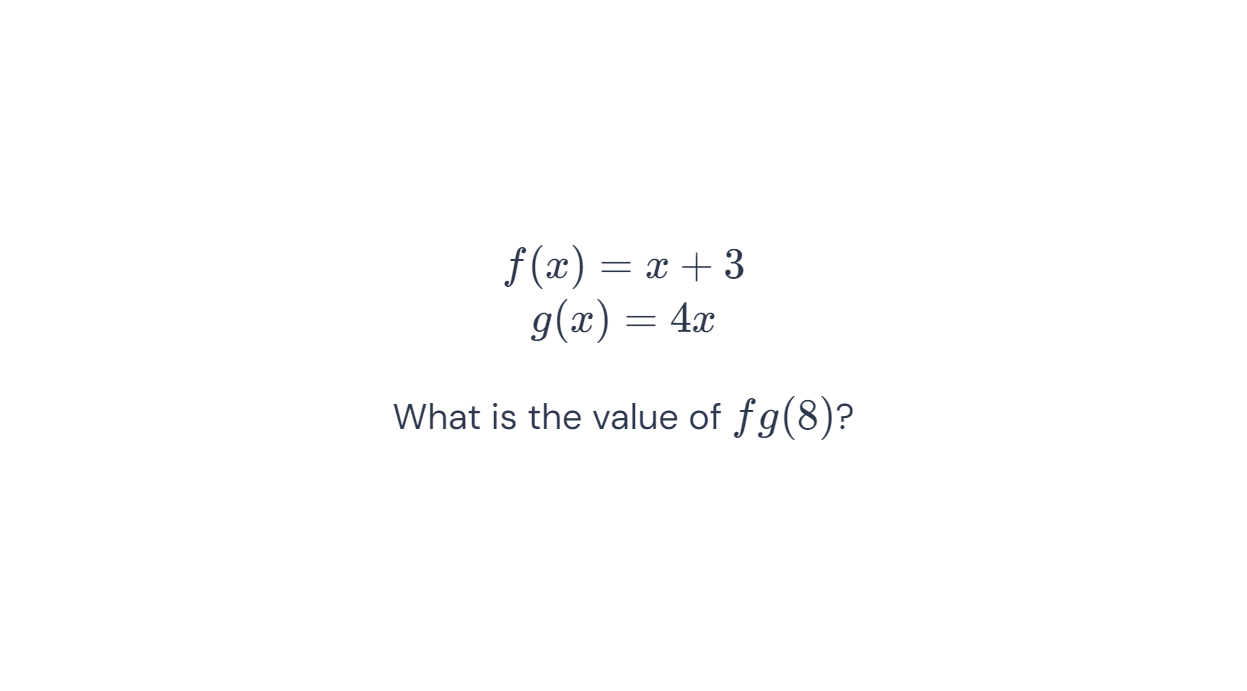 f(x) = x + 3
g(x) = 4x
What is the value of fg(8)?